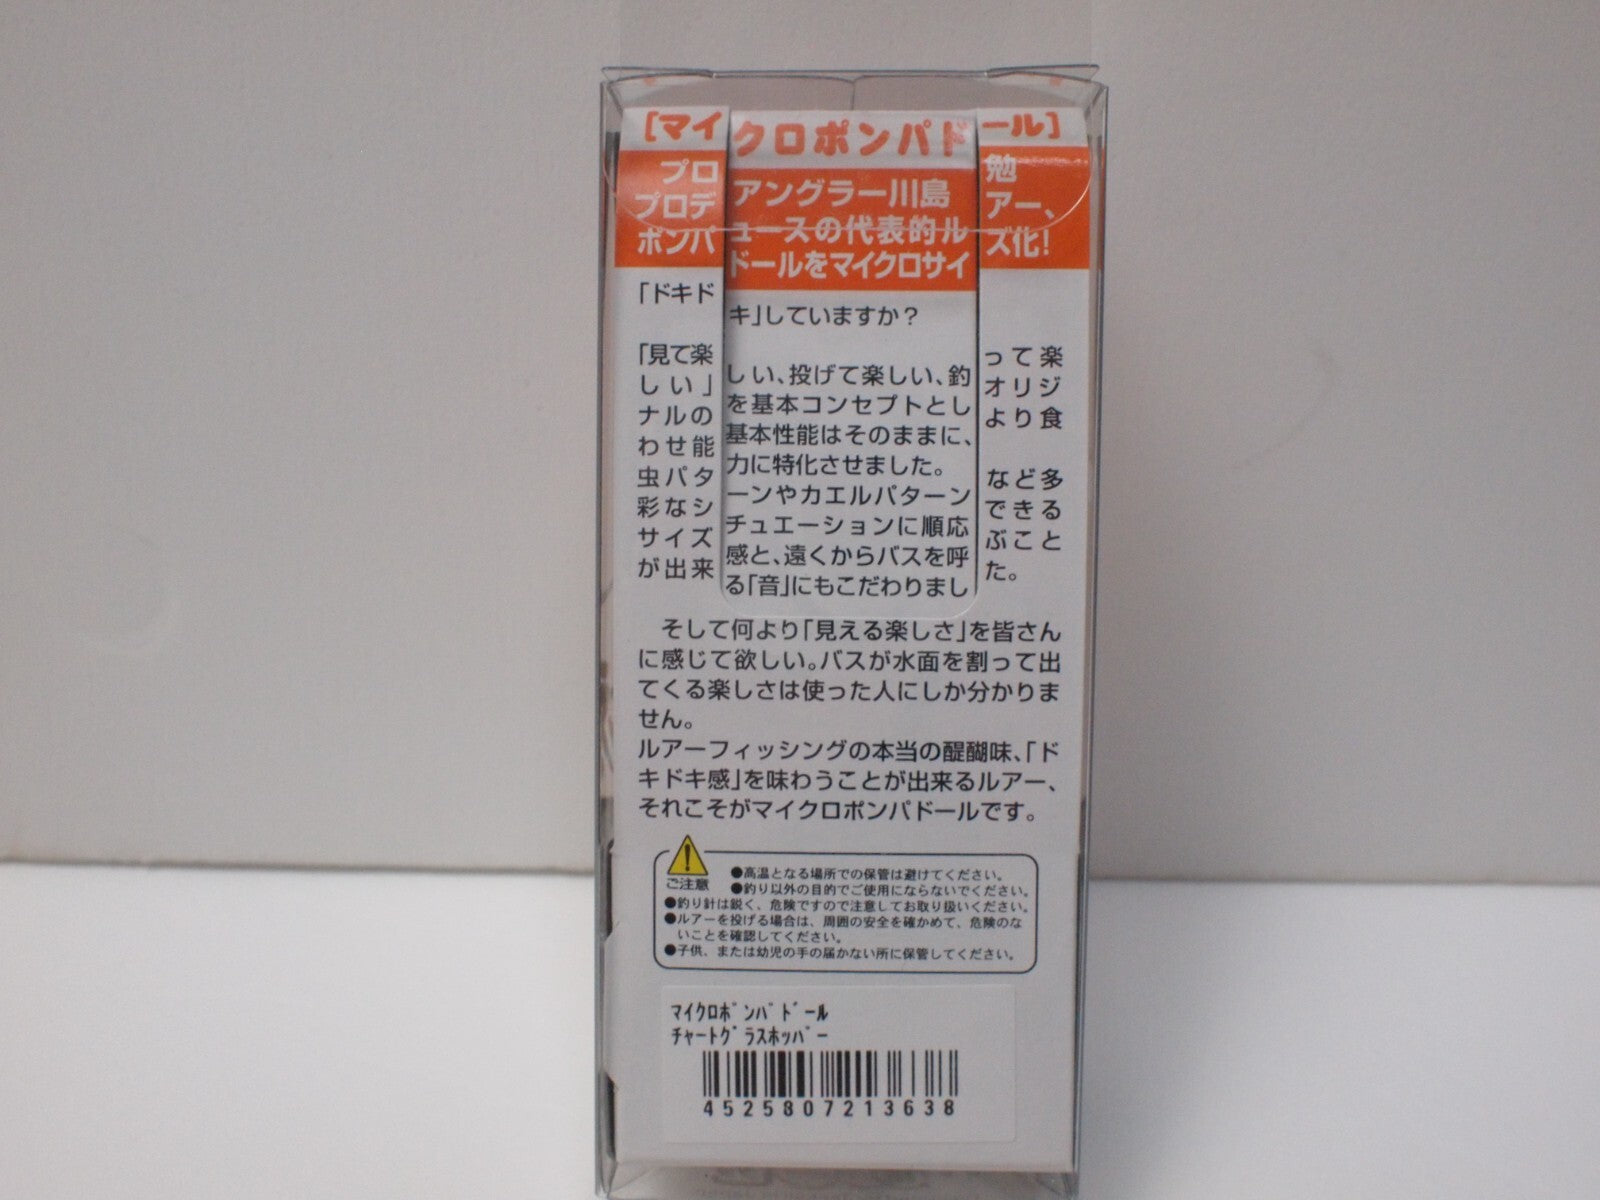 ［マイクロポンパドール］
プロアングラー川島勉
プロデュースの代表的ルアー、
ポンパドールをマイクロサイズ化!
「ドキドキ」していますか？
「見て楽しい、投げて楽しい、釣って楽
しい」を基本コンセプトとしオリジ
ナルの基本性能はそのままに、より食
わせ能力に特化させました。
虫パターンやカエルパターンなど多
彩なシチュエーションに順応できる
サイズ感と、遠くからバスを呼ぶこと
が出来る「音」にもこだわりました。
そして何より「見える楽しさ」を皆さん
に感じて欲しい。バスが水面を割って出
てくる楽しさは使った人にしか分かりま
せん。
ルアーフィッシングの本当の醍醐味、「ド
キドキ感」を味わうことが出来るルアー、
それこそがマイクロポンパドールです。
ご注意
●高温となる場所での保管は避けてください。
●釣り以外の目的でご使用にならないでください。
●釣り針は鋭く、危険ですので注意してお取り扱いください。
●ルアーを投げる場合は、周囲の安全を確かめて、危険のな
いことを確認してください。
●子供、または幼児の手の届かない所に保管してください。
ﾏｲｸﾛﾎﾟﾝﾊﾟﾄﾞｰﾙ
ﾁｬｰﾄｸﾞﾗｽﾎｯﾊﾟｰ
4525807213638